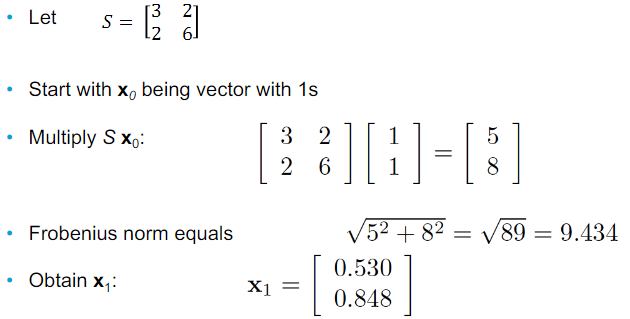 • Let S = [3 2; 2 6]
• Start with x₀ being vector with 1s
• Multiply S x₀: [3 2; 2 6] [1; 1] = [5; 8]
• Frobenius norm equals √(5² + 8²) = √89 = 9.434
• Obtain x₁: x₁ = [0.530; 0.848]